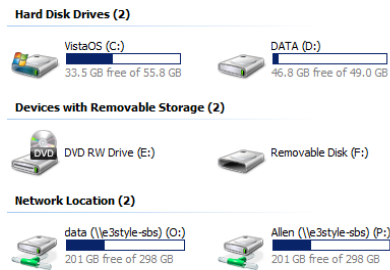 Hard Disk Drives (2)
VistaOS (C:)
33.5 GB free of 55.8 GB
DATA (D:)
46.8 GB free of 49.0 GB
Devices with Removable Storage (2)
DVD
DVD RW Drive (E:)
Removable Disk (F:)
Network Location (2)
data (\\e3style-sbs) (O:)
201 GB free of 298 GB
Allen (\\e3style-sbs) (P:)
201 GB free of 298 GB